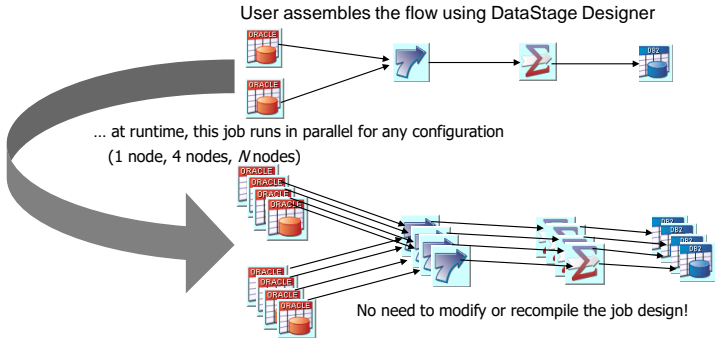 User assembles the flow using DataStage Designer
ORACLE
DB2
ORACLE
… at runtime, this job runs in parallel for any configuration
(1 node, 4 nodes, N nodes)
ORACLE
ORACLE
ORACLE
ORACLE
DB2
DB2
DB2
DB2
ORACLE
ORACLE
ORACLE
ORACLE
No need to modify or recompile the job design!